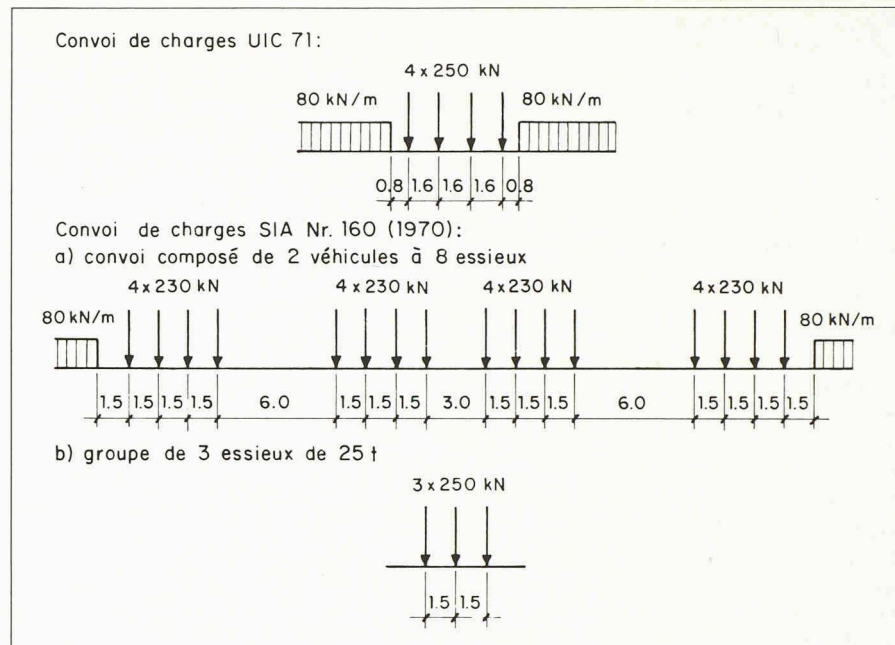 Convoi de charges UIC 71:
4 x 250 kN
80 kN/m 80 kN/m
0.8 1.6 1.6 1.6 0.8
Convoi de charges SIA Nr. 160 (1970):
a) convoi composé de 2 véhicules à 8 essieux
4 x 230 kN 4 x 230 kN 4 x 230 kN 4 x 230 kN
80 kN/m 80 kN/m
1.5 1.5 1.5 1.5 6.0 1.5 1.5 1.5 3.0 1.5 1.5 1.5 6.0 1.5 1.5 1.5 1.5
b) groupe de 3 essieux de 25 t
3 x 250 kN
1.5 1.5